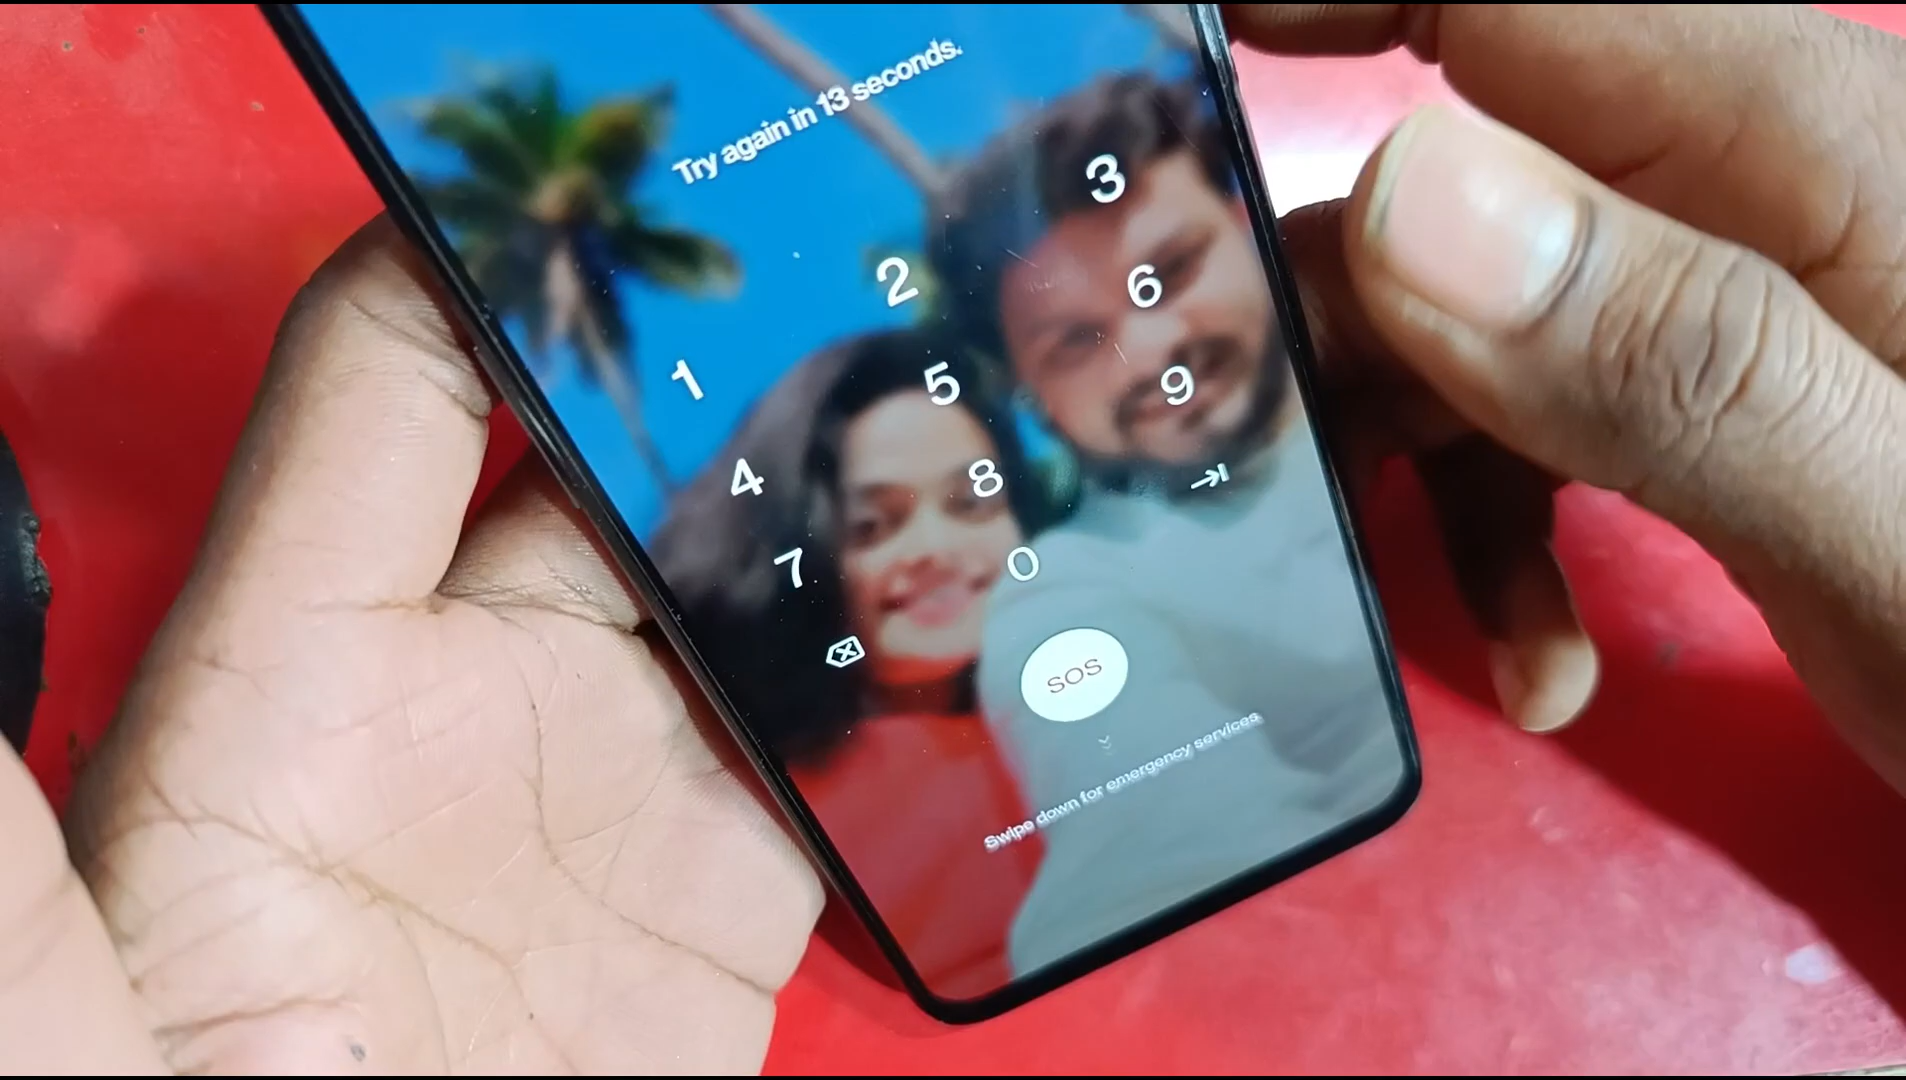 Try again in 13 seconds.
1 2 3
4 5 6
7 8 9
0
SOS
Swipe down for emergency services.